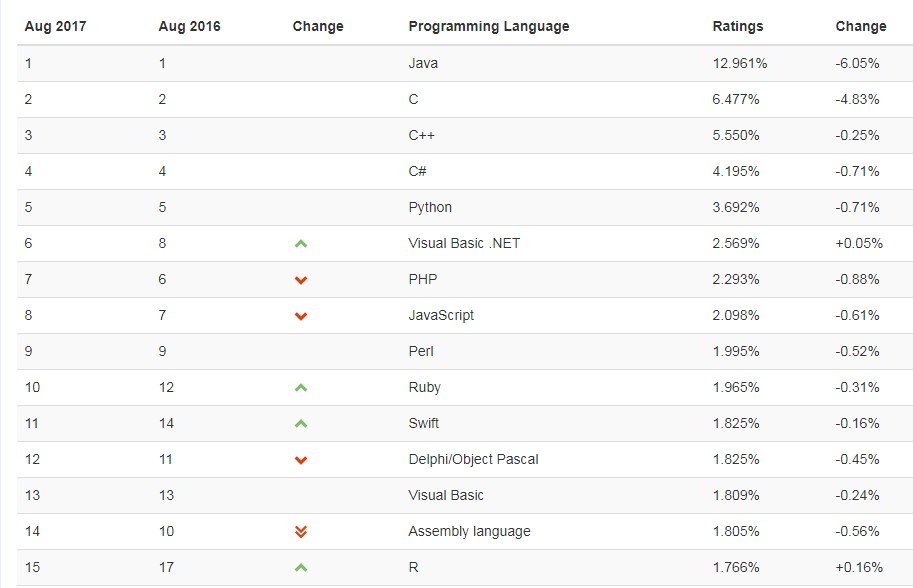 Aug 2017 Aug 2016 Change Programming Language Ratings Change
1 1 Java 12.961% -6.05%
2 2 C 6.477% -4.83%
3 3 C++ 5.550% -0.25%
4 4 C# 4.195% -0.71%
5 5 Python 3.692% -0.71%
6 8 Visual Basic .NET 2.569% +0.05%
7 6 PHP 2.293% -0.88%
8 7 JavaScript 2.098% -0.61%
9 9 Perl 1.995% -0.52%
10 12 Ruby 1.965% -0.31%
11 14 Swift 1.825% -0.16%
12 11 Delphi/Object Pascal 1.825% -0.45%
13 13 Visual Basic 1.809% -0.24%
14 10 Assembly language 1.805% -0.56%
15 17 R 1.766% +0.16%